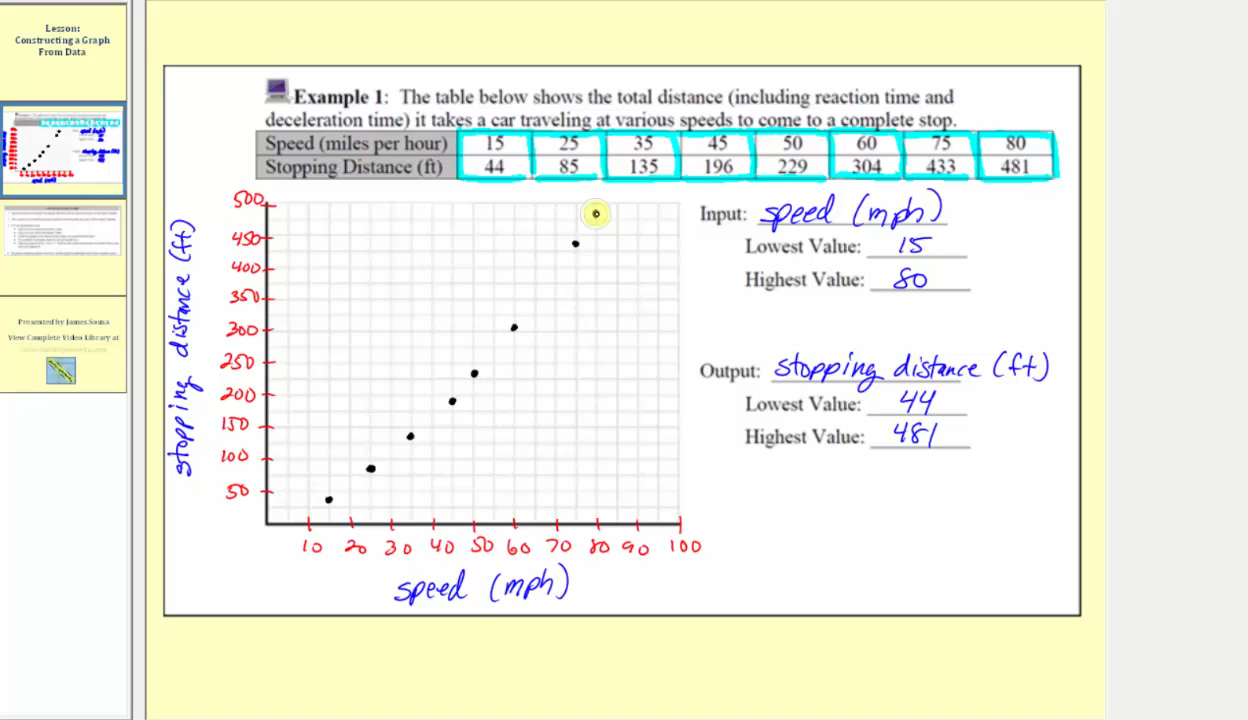 Lesson:
Constructing a Graph
From Data
Presented by James Sousa
View Complete Video Library at
Example 1: The table below shows the total distance (including reaction time and
deceleration time) it takes a car traveling at various speeds to come to a complete stop.
Speed (miles per hour) 15 25 35 45 50 60 75 80
Stopping Distance (ft) 44 85 135 196 229 304 433 481
stopping distance (ft)
500
450
400
350
300
250
200
150
100
50
10 20 30 40 50 60 70 80 90 100
speed (mph)
Input: speed (mph)
Lowest Value: 15
Highest Value: 80
Output: stopping distance (ft)
Lowest Value: 44
Highest Value: 481